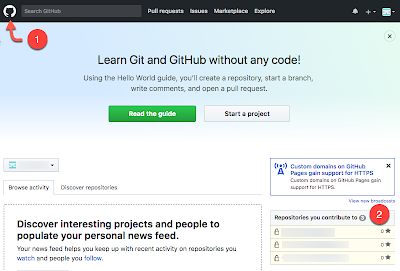 Search GitHub
Pull requests Issues Marketplace Explore
1
Learn Git and GitHub without any code!
Using the Hello World guide, you'll create a repository, start a branch,
write comments, and open a pull request.
Read the guide Start a project
Custom domains on GitHub
Pages gain support for HTTPS
Custom domains on GitHub
Pages gain support for
HTTPS
View new broadcasts
Browse activity Discover repositories
2
Repositories you contribute to
0
0
0
Discover interesting projects and people to
populate your personal news feed.
Your news feed helps you keep up with recent activity on repositories
you watch and people you follow.